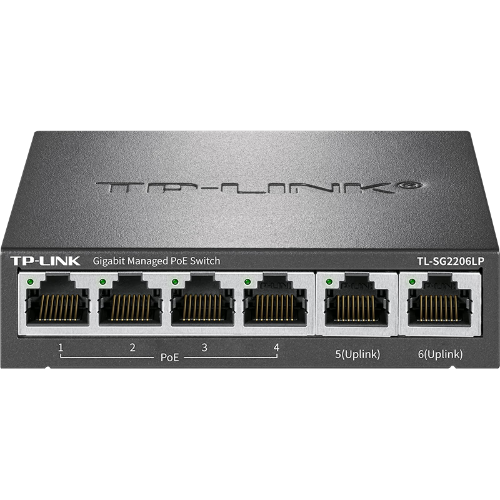 TP-LINK®
TP-LINK Gigabit Managed PoE Switch TL-SG2206LP
1 2 3 4 5(Uplink) 6(Uplink)
PoE